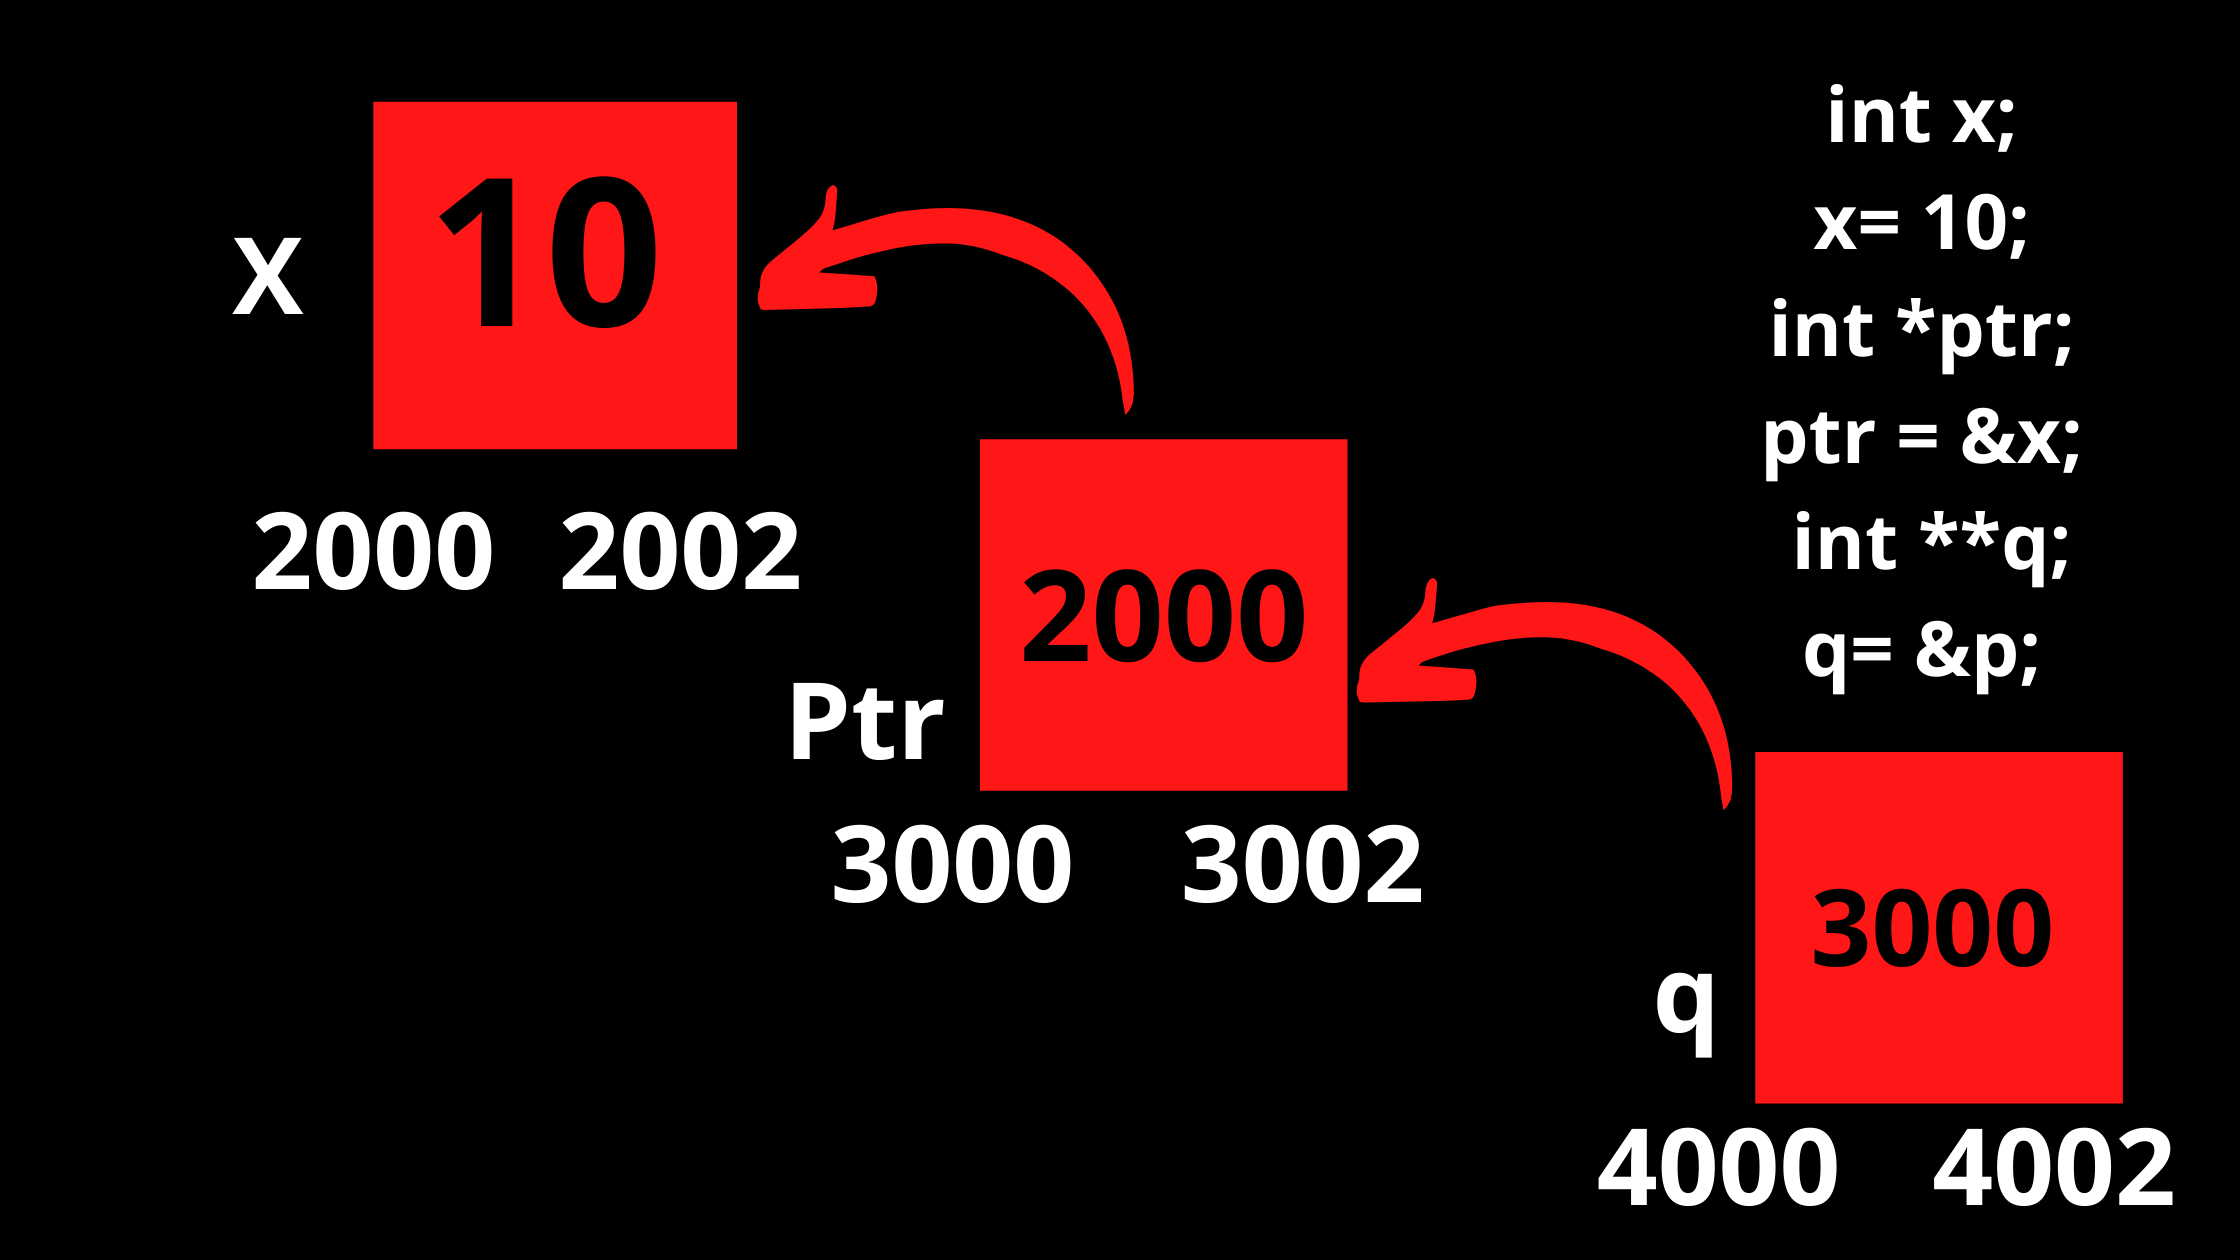 X
10
2000 2002
Ptr
2000
3000 3002
int x;
x= 10;
int *ptr;
ptr = &x;
int **q;
q= &p;
q
3000
4000 4002